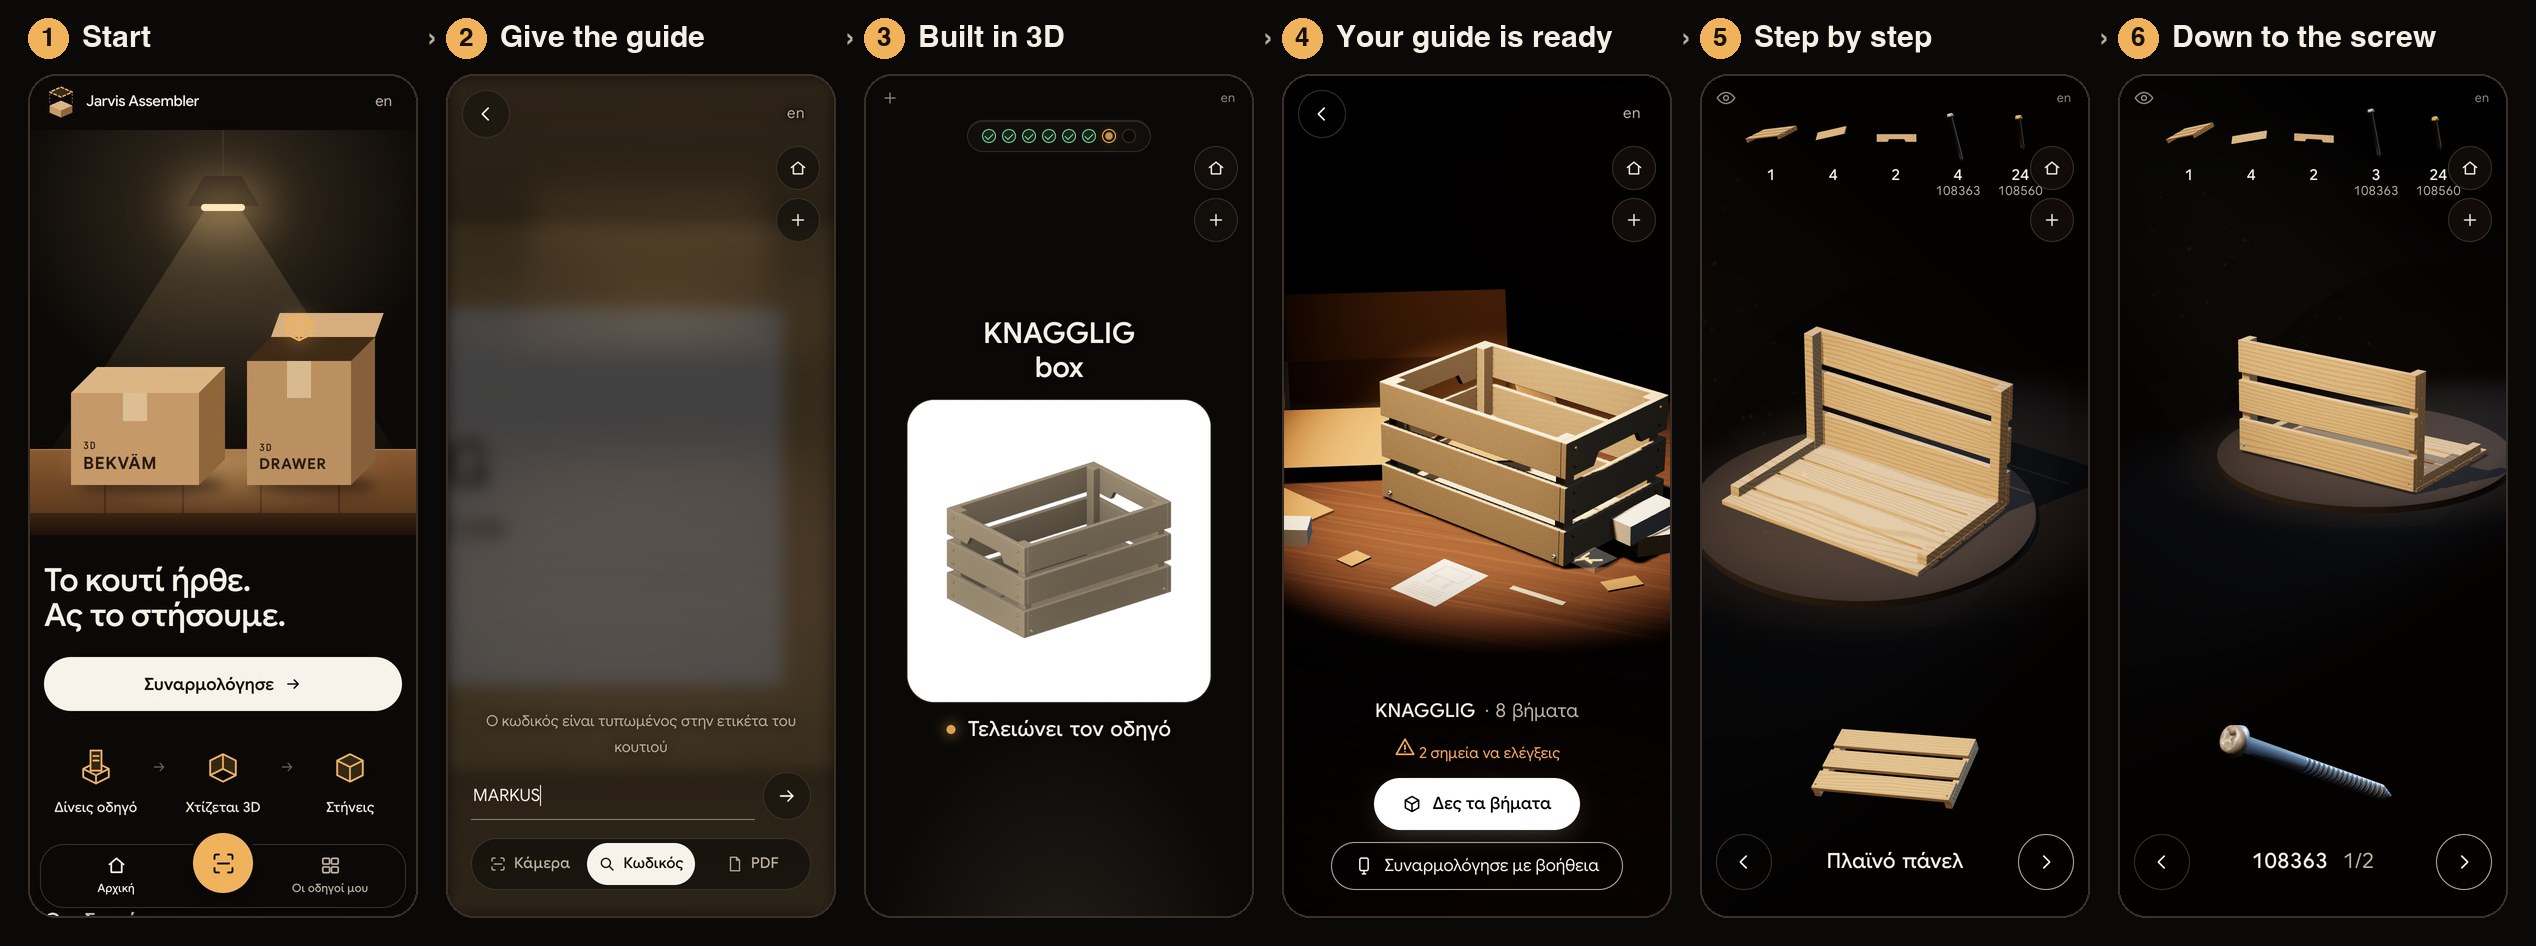 1 Start
Jarvis Assembler
en
3D
BEKVÄM
3D
DRAWER
Το κουτί ήρθε.
Ας το στήσουμε.
Συναρμολόγησε →
Δίνεις οδηγό → Χτίζεται 3D → Στήνεις
Αρχική
Οι οδηγοί μου
› 2 Give the guide
en
Ο κωδικός είναι τυπωμένος στην ετικέτα του
κουτιού
MARKUS
Κάμερα Κωδικός PDF
› 3 Built in 3D
en
KNAGGLIG
box
Τελειώνει τον οδηγό
› 4 Your guide is ready
en
KNAGGLIG · 8 βήματα
2 σημεία να ελέγξεις
Δες τα βήματα
Συναρμολόγησε με βοήθεια
› 5 Step by step
en
1 4 2 4 24
108363 108560
Πλαϊνό πάνελ
› 6 Down to the screw
en
1 4 2 3 24
108363 108560
108363 1/2